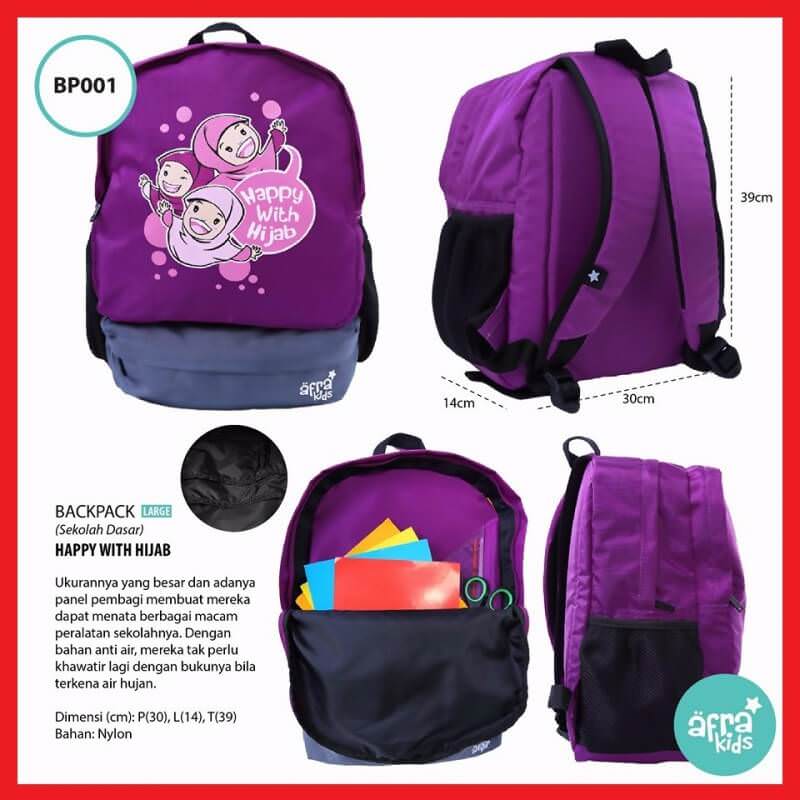 BP001
Happy
With
Hijab
äfra
kids
39cm
14cm
30cm
BACKPACK LARGE
(Sekolah Dasar)
HAPPY WITH HIJAB
Ukurannya yang besar dan adanya
panel pembagi membuat mereka
dapat menata berbagai macam
peralatan sekolahnya. Dengan
bahan anti air, mereka tak perlu
khawatir lagi dengan bukunya bila
terkena air hujan.
Dimensi (cm): P(30), L(14), T(39)
Bahan: Nylon
äfra
kids